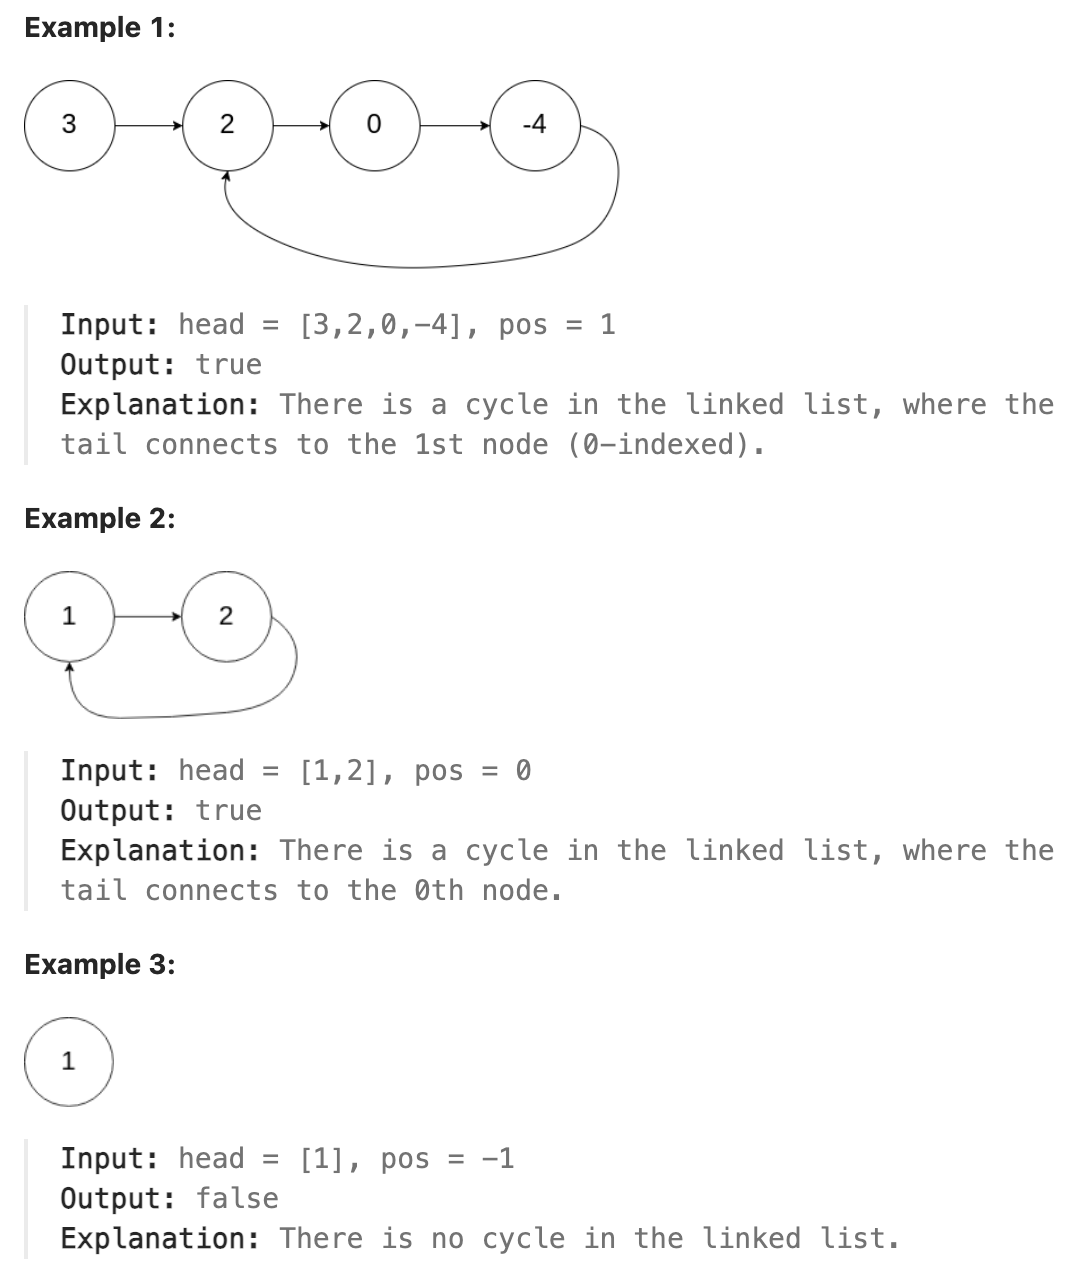 Example 1:
3 2 0 -4
Input: head = [3,2,0,-4], pos = 1
Output: true
Explanation: There is a cycle in the linked list, where the
tail connects to the 1st node (0-indexed).
Example 2:
1 2
Input: head = [1,2], pos = 0
Output: true
Explanation: There is a cycle in the linked list, where the
tail connects to the 0th node.
Example 3:
1
Input: head = [1], pos = -1
Output: false
Explanation: There is no cycle in the linked list.